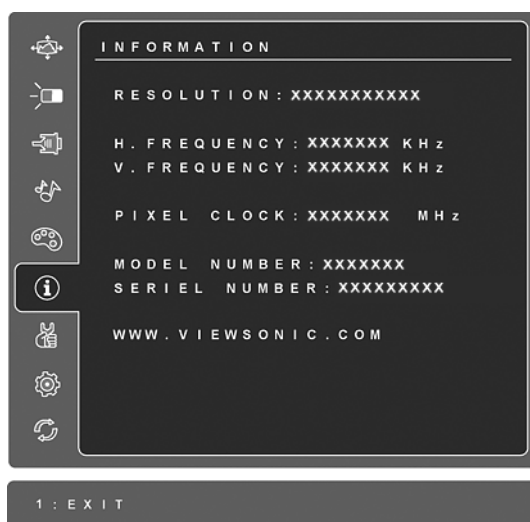 INFORMATION
RESOLUTION: XXXXXXXXXXX
H. FREQUENCY: XXXXXXX KHz
V. FREQUENCY: XXXXXXX KHz
PIXEL CLOCK: XXXXXXX MHz
MODEL NUMBER: XXXXXXX
SERIEL NUMBER: XXXXXXXXX
WWW.VIEWSONIC.COM
1:EXIT